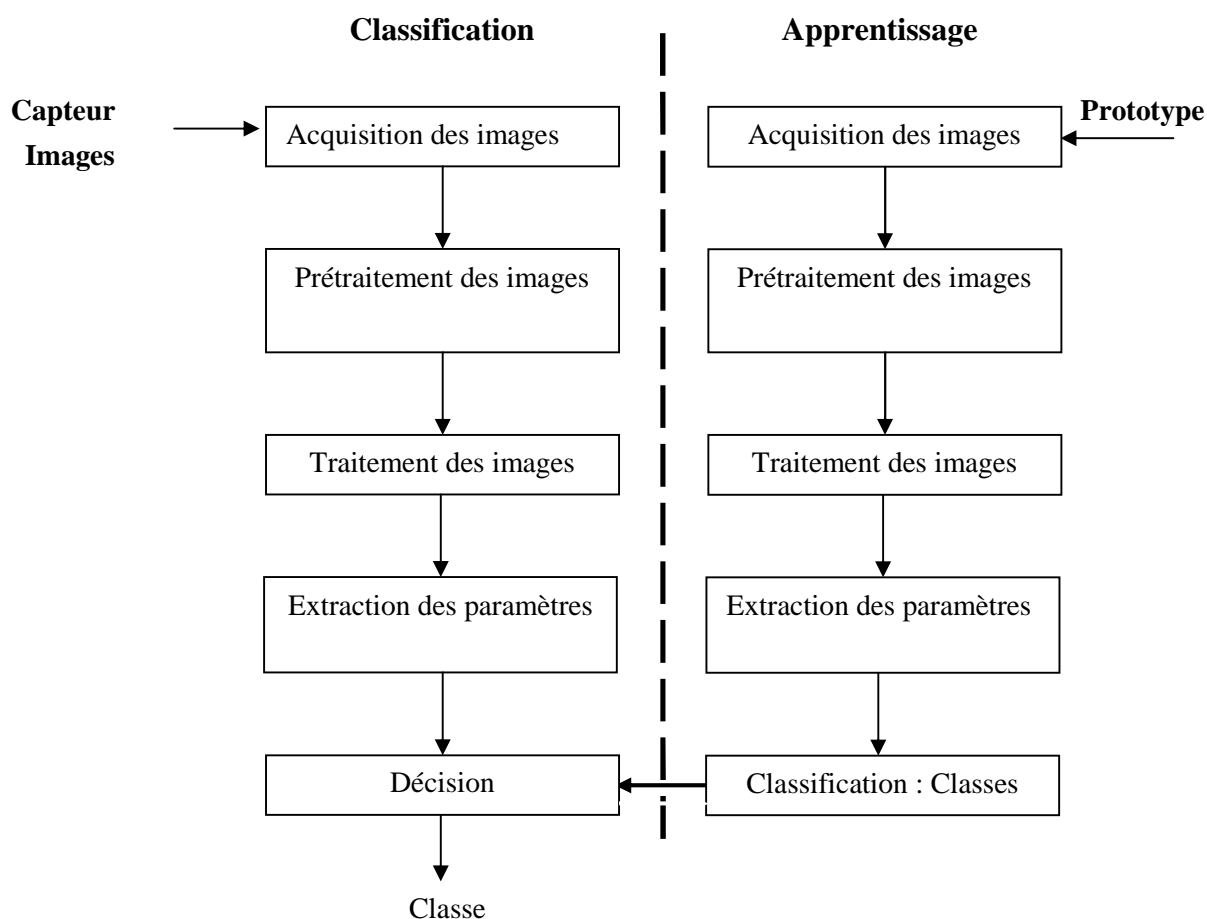 Classification
Apprentissage
Capteur
Images
Acquisition des images
Acquisition des images
Prototype
Prétraitement des images
Prétraitement des images
Traitement des images
Traitement des images
Extraction des paramètres
Extraction des paramètres
Décision
Classification : Classes
Classe